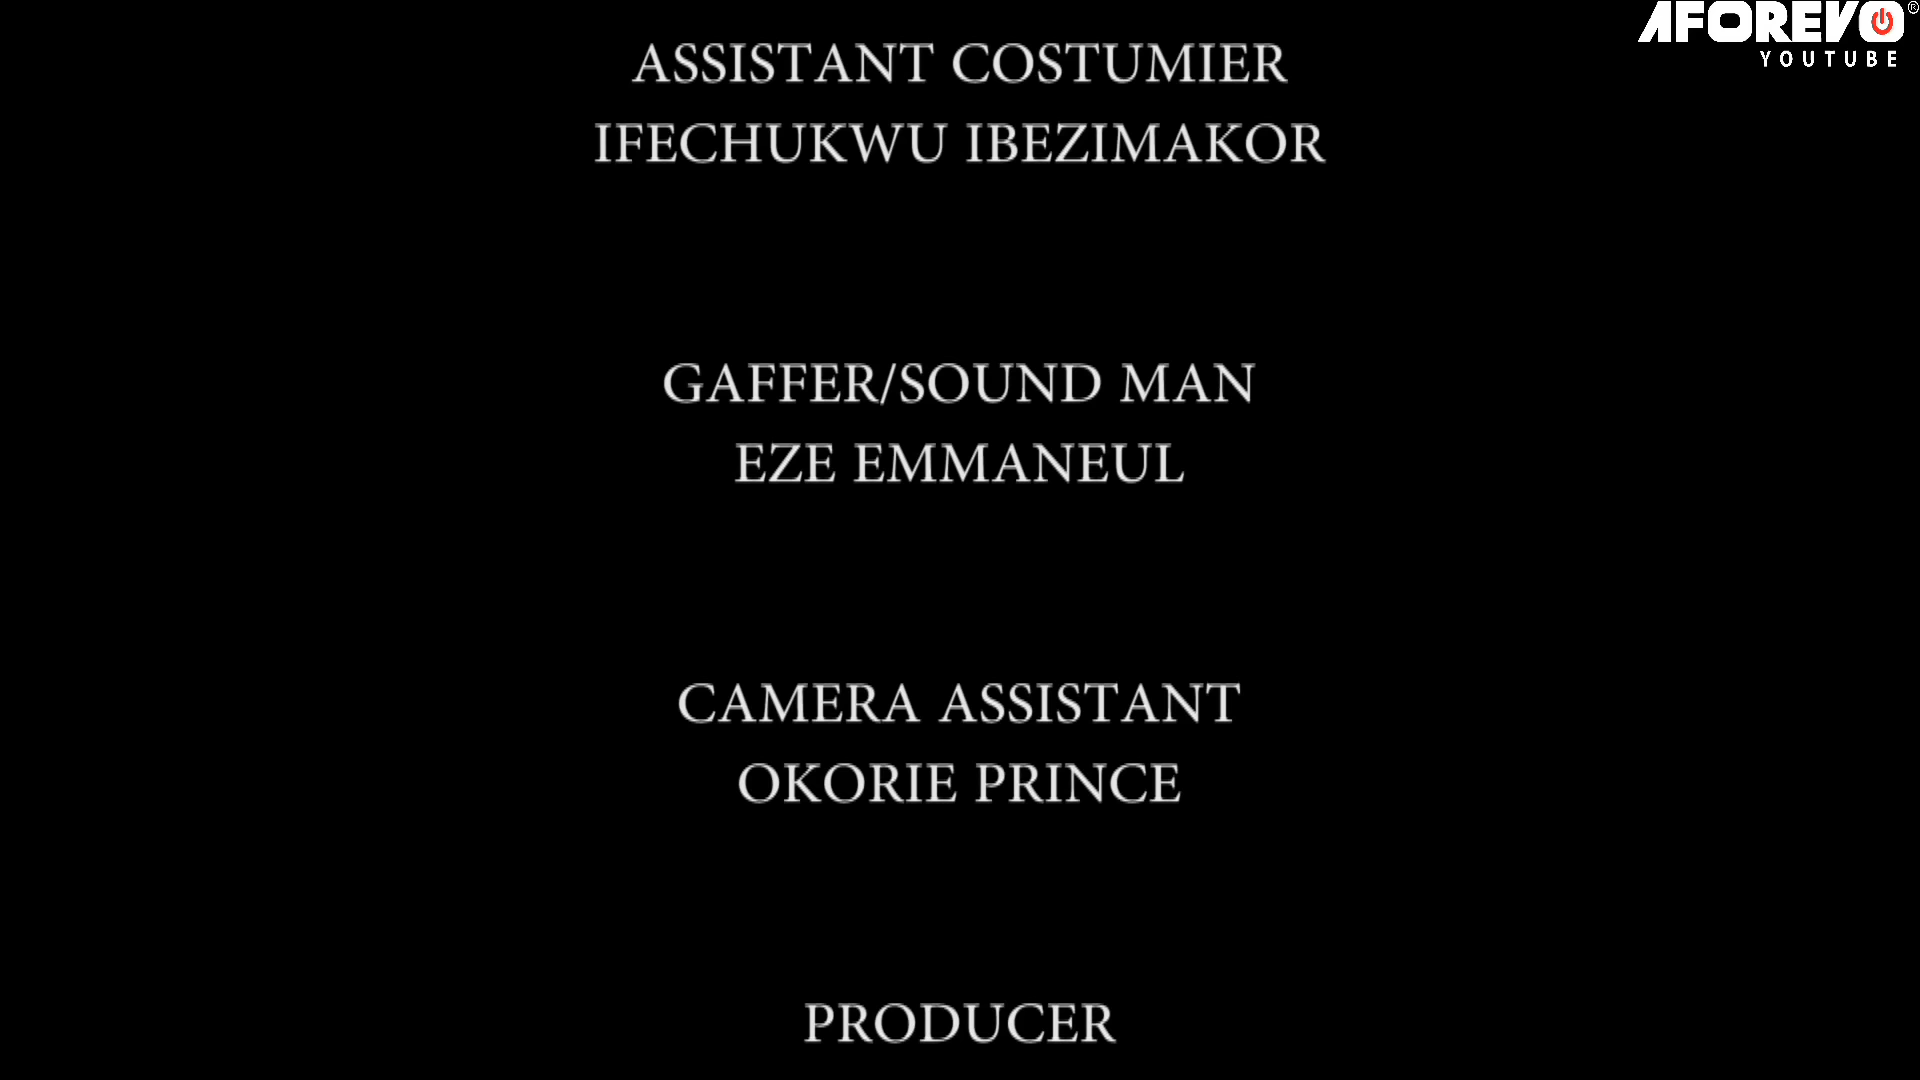 AFOREVO®
YOUTUBE
ASSISTANT COSTUMIER
IFECHUKWU IBEZIMAKOR
GAFFER/SOUND MAN
EZE EMMANEUL
CAMERA ASSISTANT
OKORIE PRINCE
PRODUCER